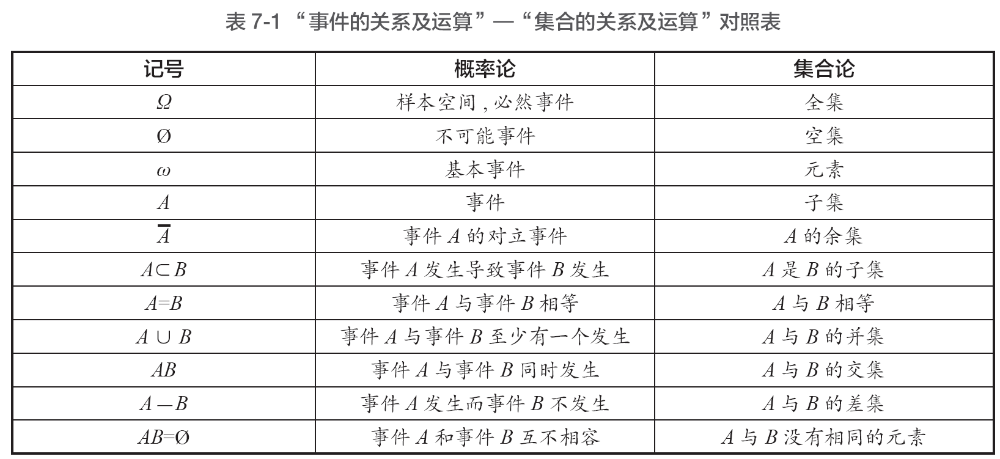 表 7-1 “事件的关系及运算”—“集合的关系及运算”对照表
记号 概率论 集合论
Ω 样本空间，必然事件 全集
Ø 不可能事件 空集
ω 基本事件 元素
A 事件 子集
A̅ 事件 A 的对立事件 A 的余集
A⊂B 事件 A 发生导致事件 B 发生 A 是 B 的子集
A=B 事件 A 与事件 B 相等 A 与 B 相等
A ∪ B 事件 A 与事件 B 至少有一个发生 A 与 B 的并集
AB 事件 A 与事件 B 同时发生 A 与 B 的交集
A—B 事件 A 发生而事件 B 不发生 A 与 B 的差集
AB=Ø 事件 A 和事件 B 互不相容 A 与 B 没有相同的元素